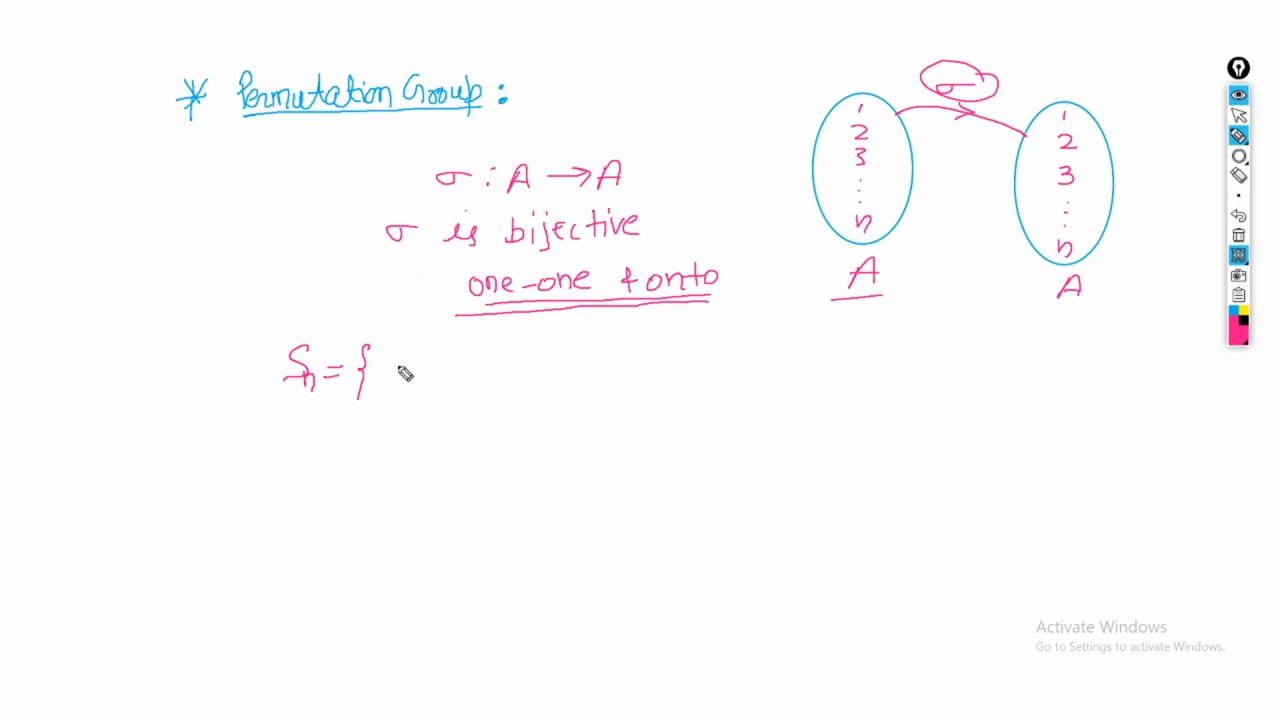 * Permutation Group :
σ : A → A
σ is bijective
one-one & onto
Sn = {
σ
1
2
3
.
.
.
n
A
1
2
3
.
.
.
n
A
Activate Windows
Go to Settings to activate Windows.